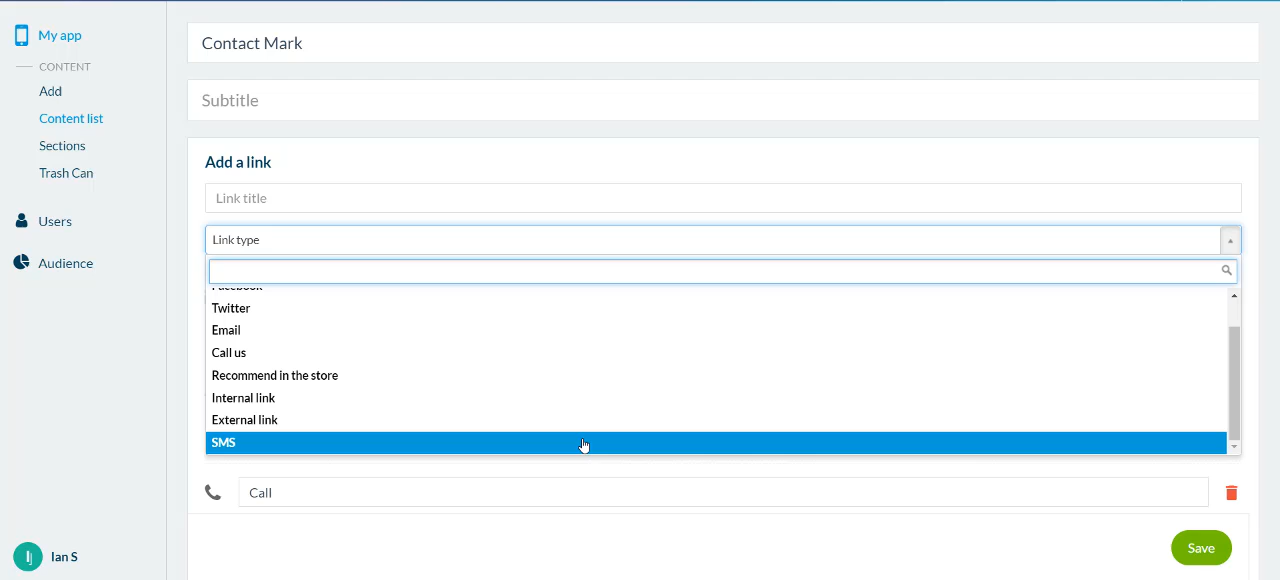 My app
CONTENT
Add
Content list
Sections
Trash Can
Users
Audience
Ian S
Contact Mark
Subtitle
Add a link
Link title
Link type
Facebook
Twitter
Email
Call us
Recommend in the store
Internal link
External link
SMS
Call
Save